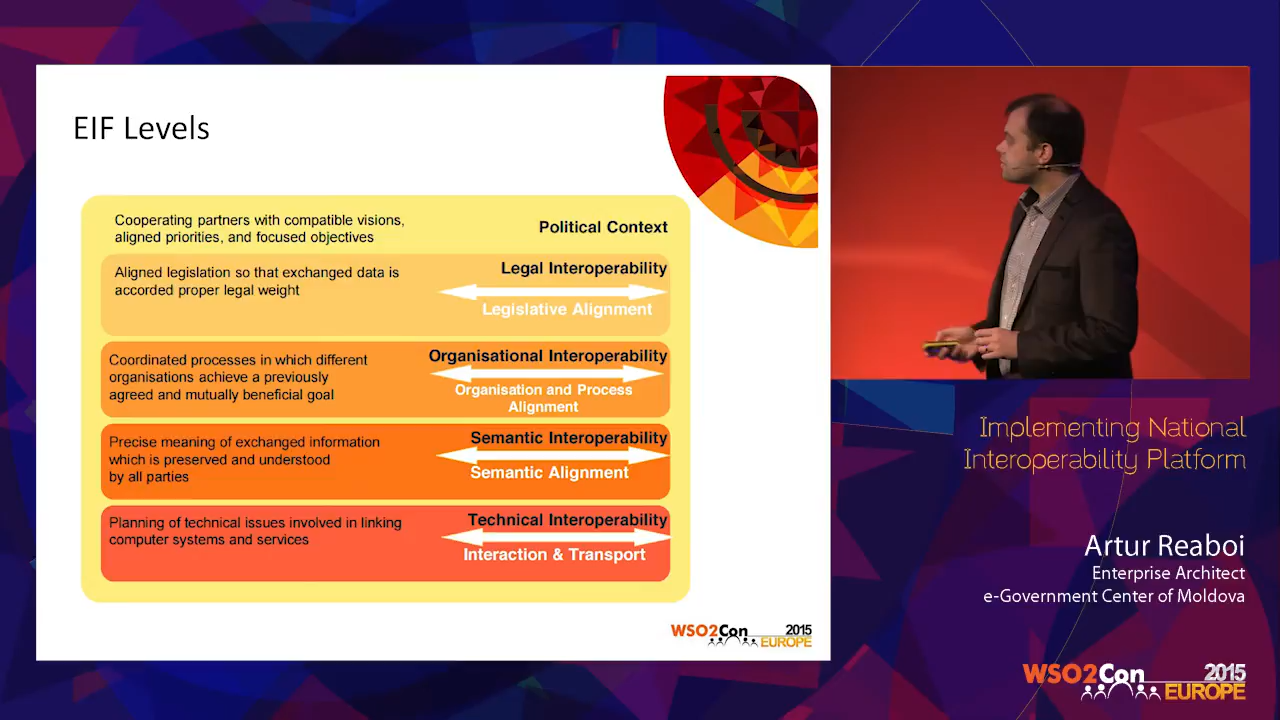 EIF Levels
Cooperating partners with compatible visions,
aligned priorities, and focused objectives
Political Context
Aligned legislation so that exchanged data is
accorded proper legal weight
Legal Interoperability
Legislative Alignment
Coordinated processes in which different
organisations achieve a previously
agreed and mutually beneficial goal
Organisational Interoperability
Organisation and Process
Alignment
Precise meaning of exchanged information
which is preserved and understood
by all parties
Semantic Interoperability
Semantic Alignment
Planning of technical issues involved in linking
computer systems and services
Technical Interoperability
Interaction & Transport
WSO2Con 2015
EUROPE
Implementing National
Interoperability Platform
Artur Reaboi
Enterprise Architect
e-Government Center of Moldova
WSO2Con 2015
EUROPE